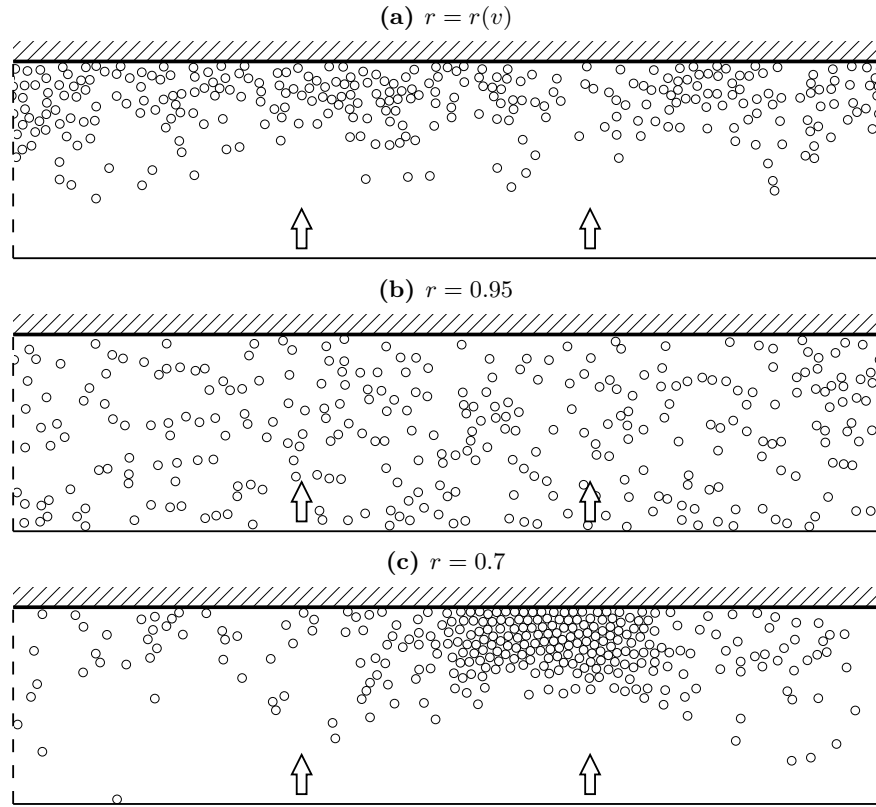 (a) r = r(v)
(b) r = 0.95
(c) r = 0.7